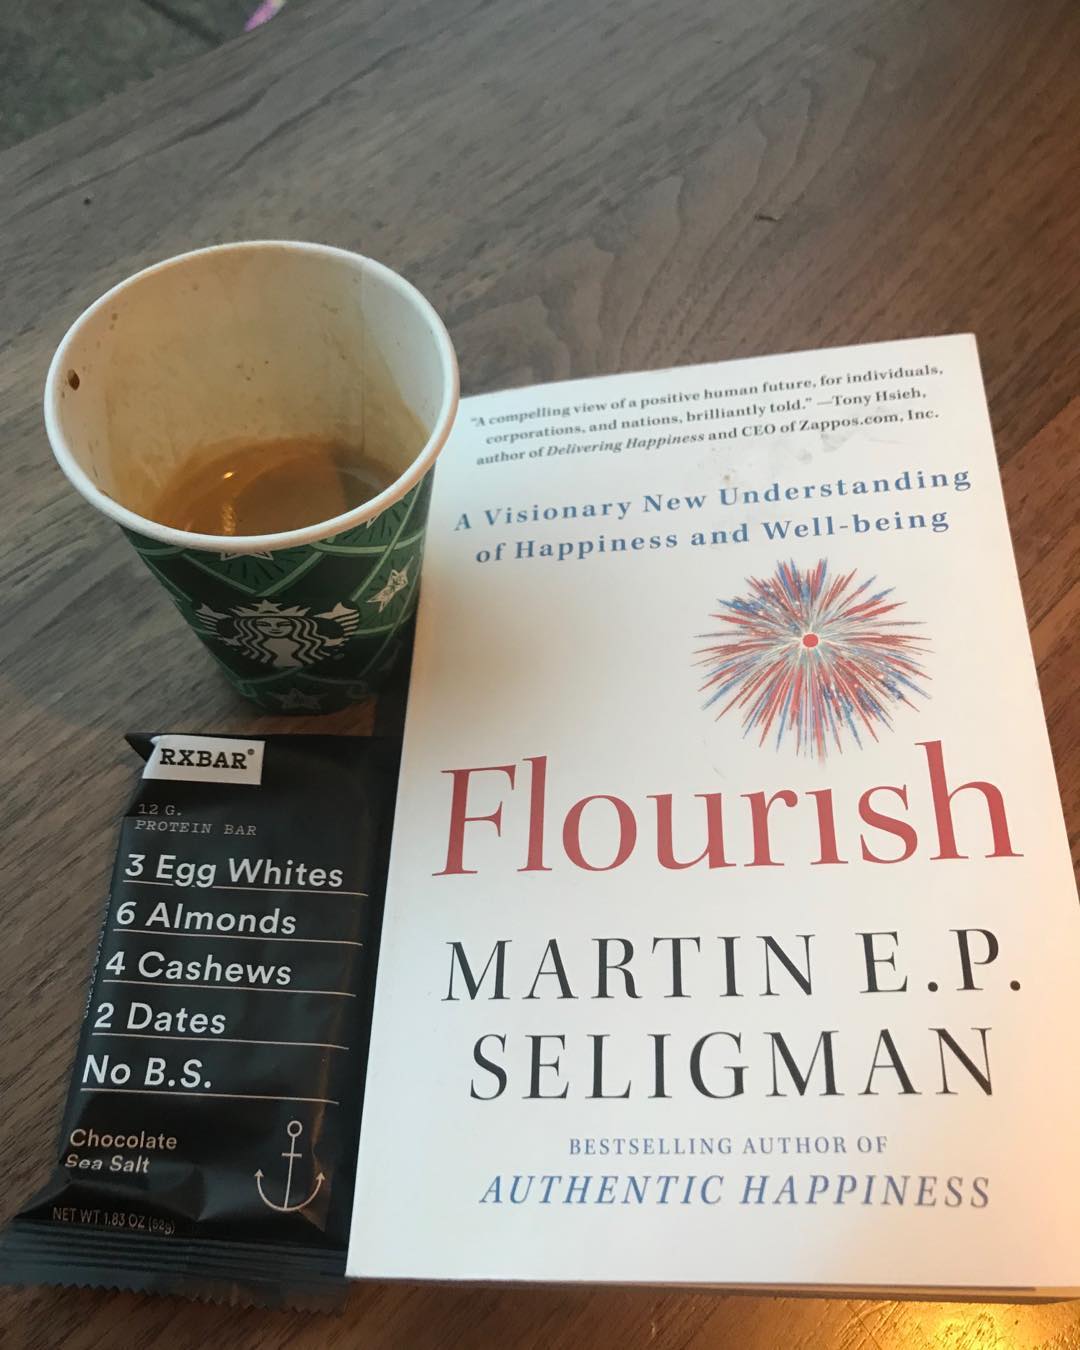 "A compelling view of a positive human future, for individuals,
corporations, and nations, brilliantly told." —Tony Hsieh,
author of Delivering Happiness and CEO of Zappos.com, Inc.
A Visionary New Understanding
of Happiness and Well-being
Flourish
MARTIN E.P.
SELIGMAN
BESTSELLING AUTHOR OF
AUTHENTIC HAPPINESS
RXBAR®
12 G.
PROTEIN BAR
3 Egg Whites
6 Almonds
4 Cashews
2 Dates
No B.S.
Chocolate
Sea Salt
NET WT 1.83 OZ (52g)